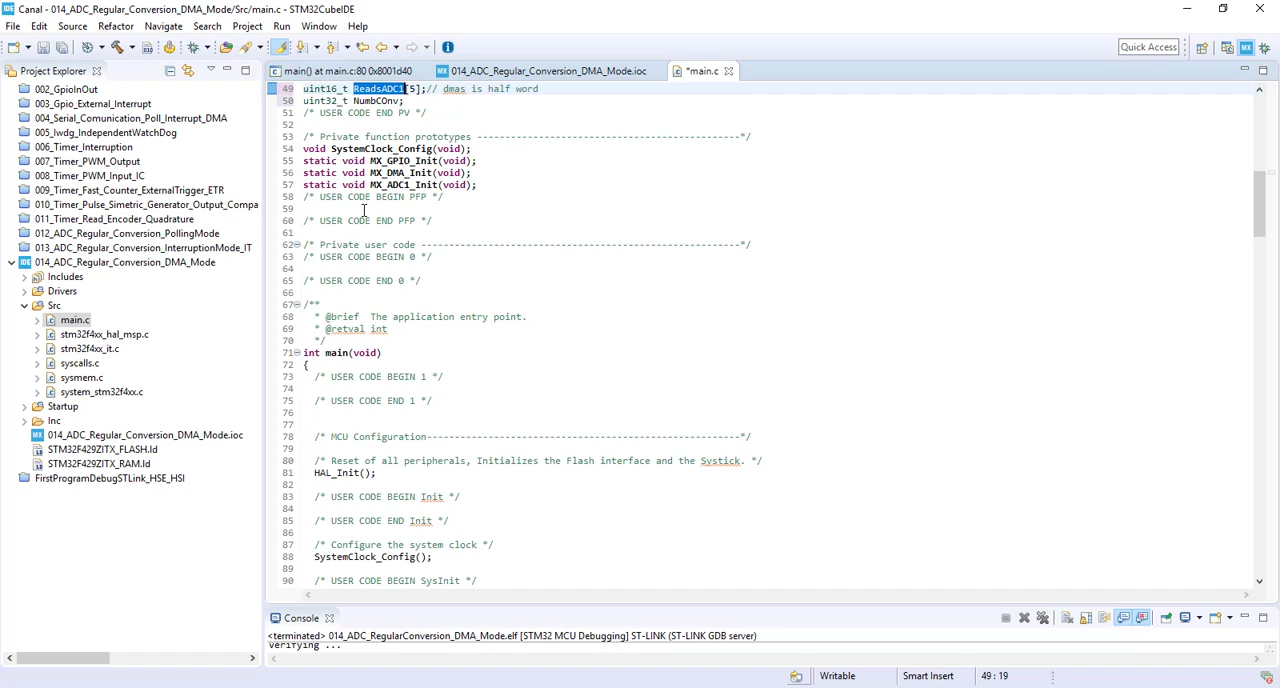 Canal - 014_ADC_Regular_Conversion_DMA_Mode/Src/main.c - STM32CubeIDE
File Edit Source Refactor Navigate Search Project Run Window Help
Quick Access
Project Explorer
main() at main.c:80 0x8001d40
014_ADC_Regular_Conversion_DMA_Mode.ioc
*main.c
002_GpioInOut
003_Gpio_External_Interrupt
004_Serial_Comunication_Poll_Interrupt_DMA
005_Iwdg_IndependentWatchDog
006_Timer_Interruption
007_Timer_PWM_Output
008_Timer_PWM_Input_IC
009_Timer_Fast_Counter_ExternalTrigger_ETR
010_Timer_Pulse_Simetric_Generator_Output_Compa
011_Timer_Read_Encoder_Quadrature
012_ADC_Regular_Conversion_PollingMode
013_ADC_Regular_Conversion_InterruptionMode_IT
014_ADC_Regular_Conversion_DMA_Mode
Includes
Drivers
Src
main.c
stm32f4xx_hal_msp.c
stm32f4xx_it.c
syscalls.c
sysmem.c
system_stm32f4xx.c
Startup
Inc
014_ADC_Regular_Conversion_DMA_Mode.ioc
STM32F429ZITX_FLASH.ld
STM32F429ZITX_RAM.ld
FirstProgramDebugSTLink_HSE_HSI
49 uint16_t ReadsADC1[5];// dmas is half word
50 uint32_t NumbCOnv;
51 /* USER CODE END PV */
52
53 /* Private function prototypes -----------------------------------------------*/
54 void SystemClock_Config(void);
55 static void MX_GPIO_Init(void);
56 static void MX_DMA_Init(void);
57 static void MX_ADC1_Init(void);
58 /* USER CODE BEGIN PFP */
59
60 /* USER CODE END PFP */
61
62 /* Private user code ---------------------------------------------------------*/
63 /* USER CODE BEGIN 0 */
64
65 /* USER CODE END 0 */
66
67 /**
68 * @brief The application entry point.
69 * @retval int
70 */
71 int main(void)
72 {
73 /* USER CODE BEGIN 1 */
74
75 /* USER CODE END 1 */
76
77
78 /* MCU Configuration--------------------------------------------------------*/
79
80 /* Reset of all peripherals, Initializes the Flash interface and the Systick. */
81 HAL_Init();
82
83 /* USER CODE BEGIN Init */
84
85 /* USER CODE END Init */
86
87 /* Configure the system clock */
88 SystemClock_Config();
89
90 /* USER CODE BEGIN SysInit */
Console
<terminated> 014_ADC_RegularConversion_DMA_Mode.elf [STM32 MCU Debugging] ST-LINK (ST-LINK GDB server)
Verifying ...
Writable Smart Insert 49 : 19